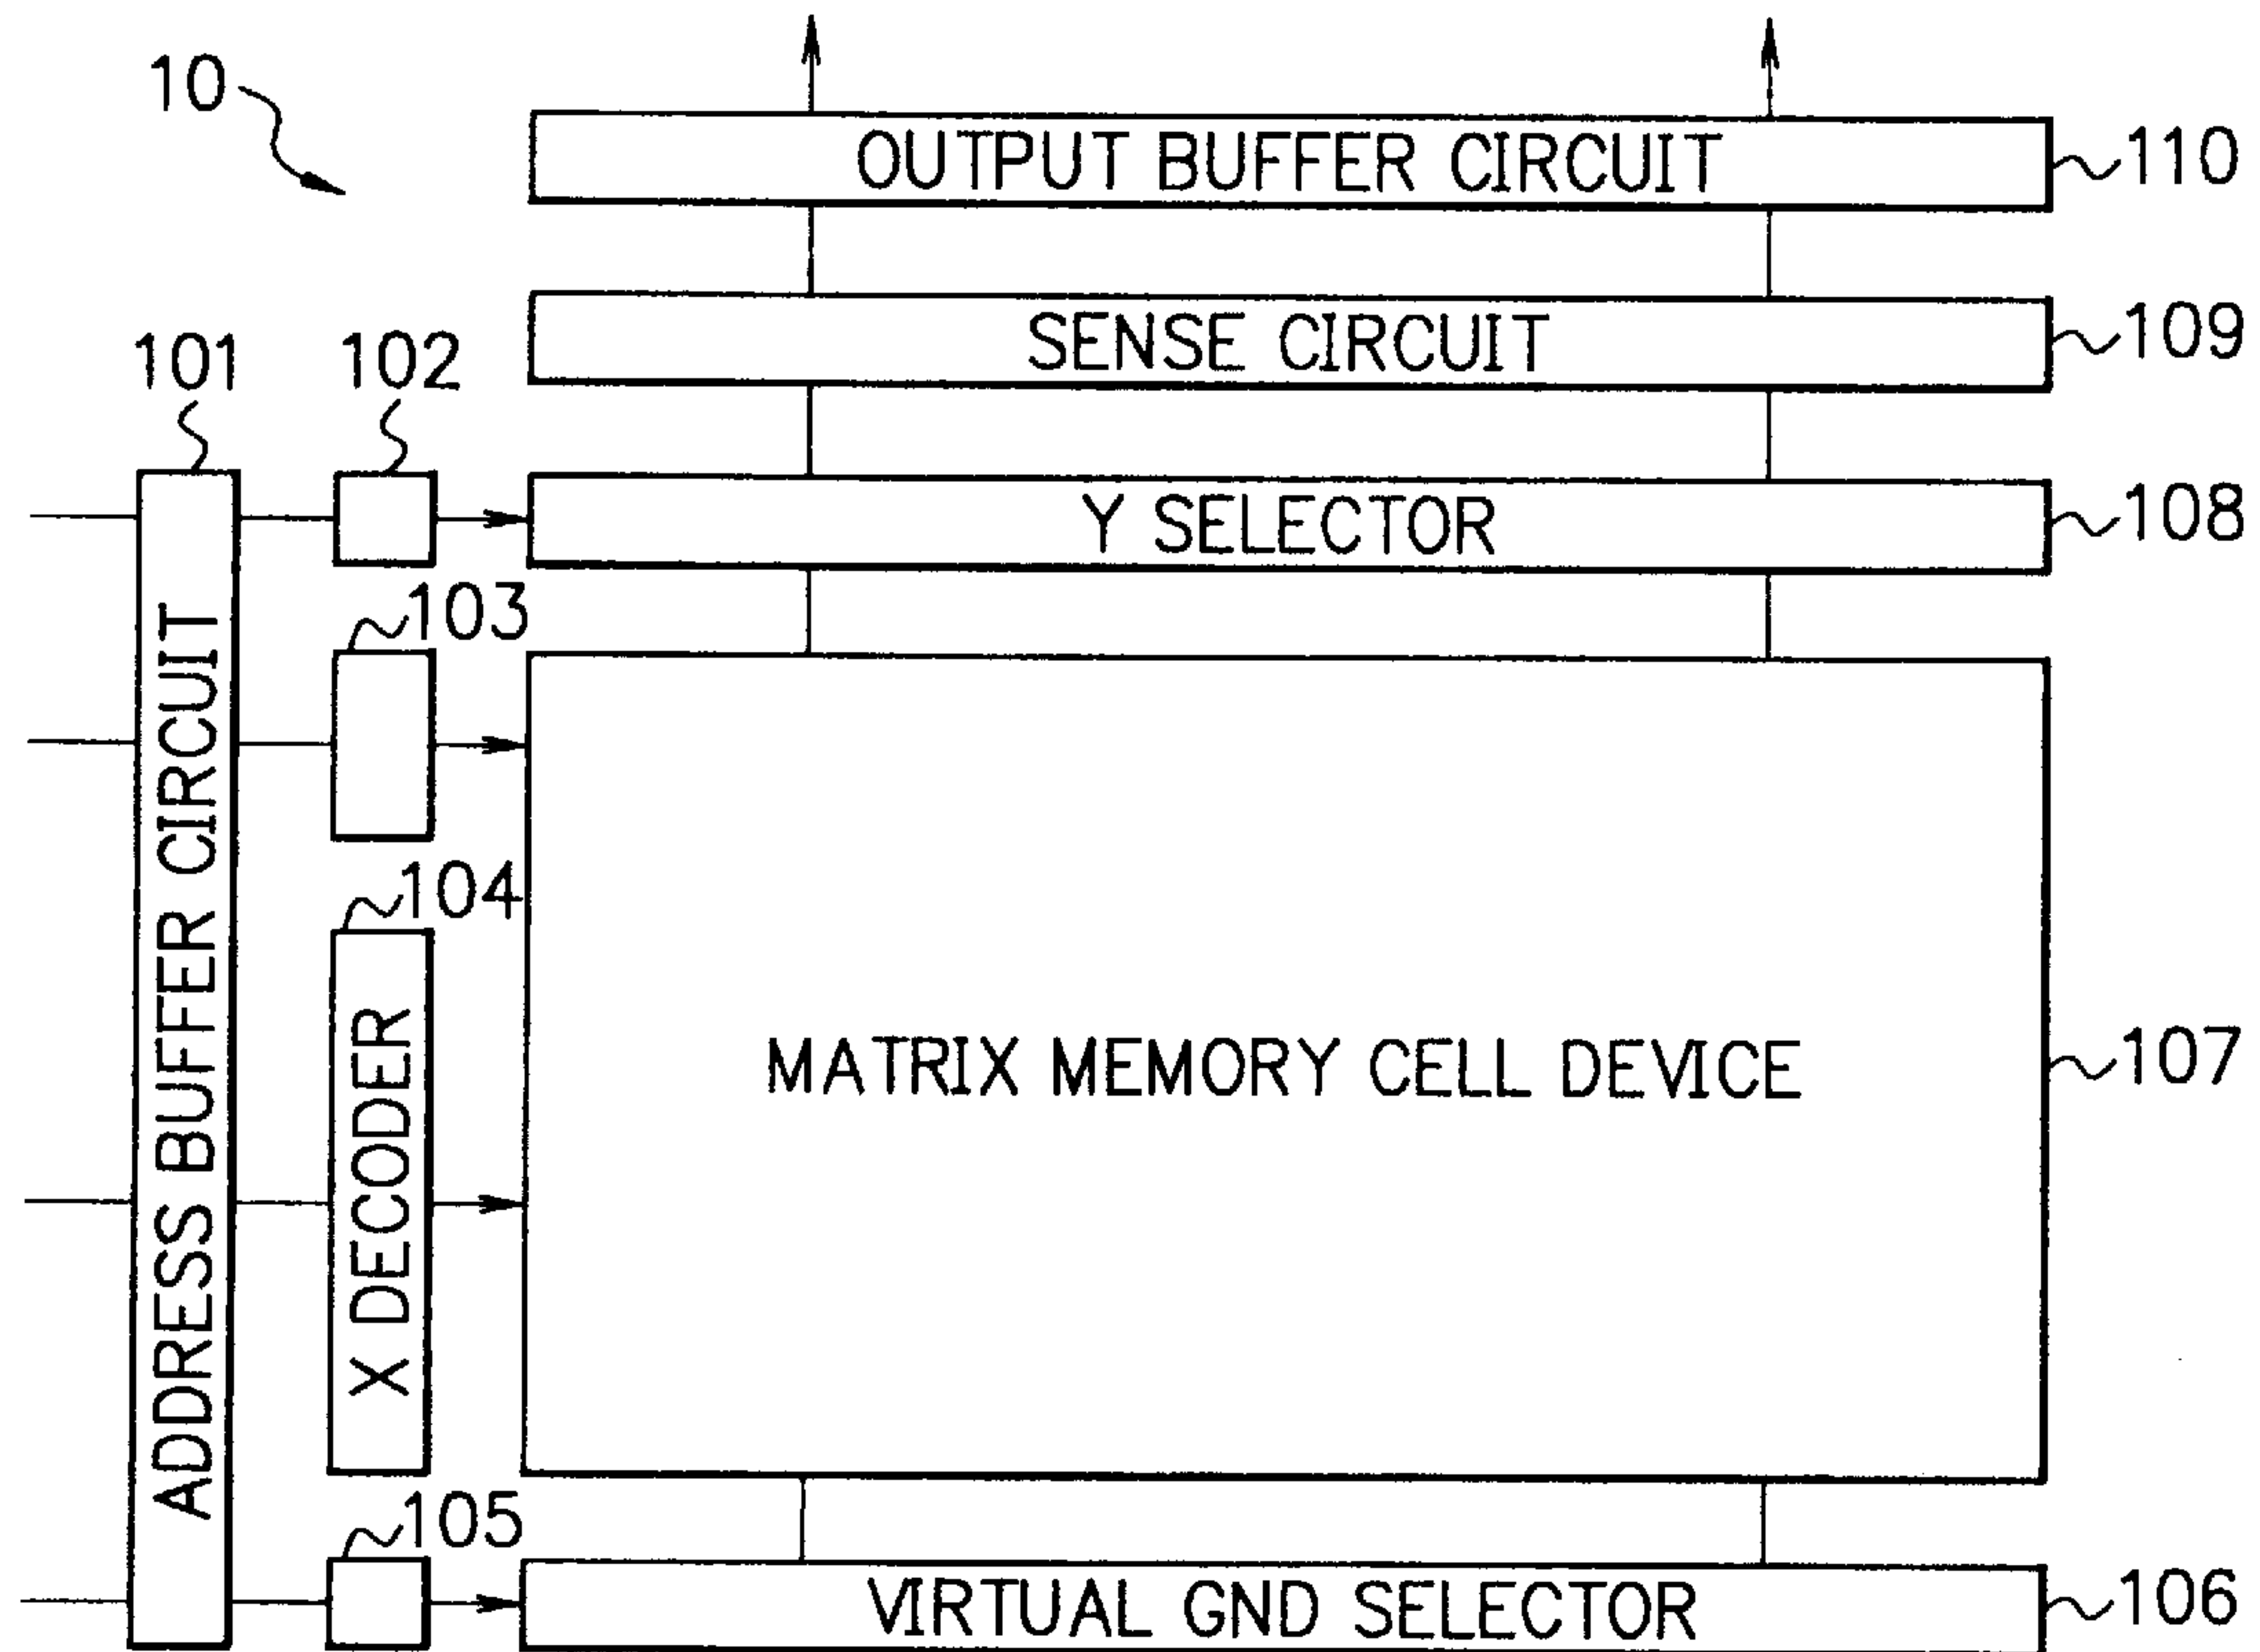 10
OUTPUT BUFFER CIRCUIT
110
SENSE CIRCUIT
109
101
102
Y SELECTOR
108
103
ADDRESS BUFFER CIRCUIT
104
X DECODER
MATRIX MEMORY CELL DEVICE
107
105
VIRTUAL GND SELECTOR
106